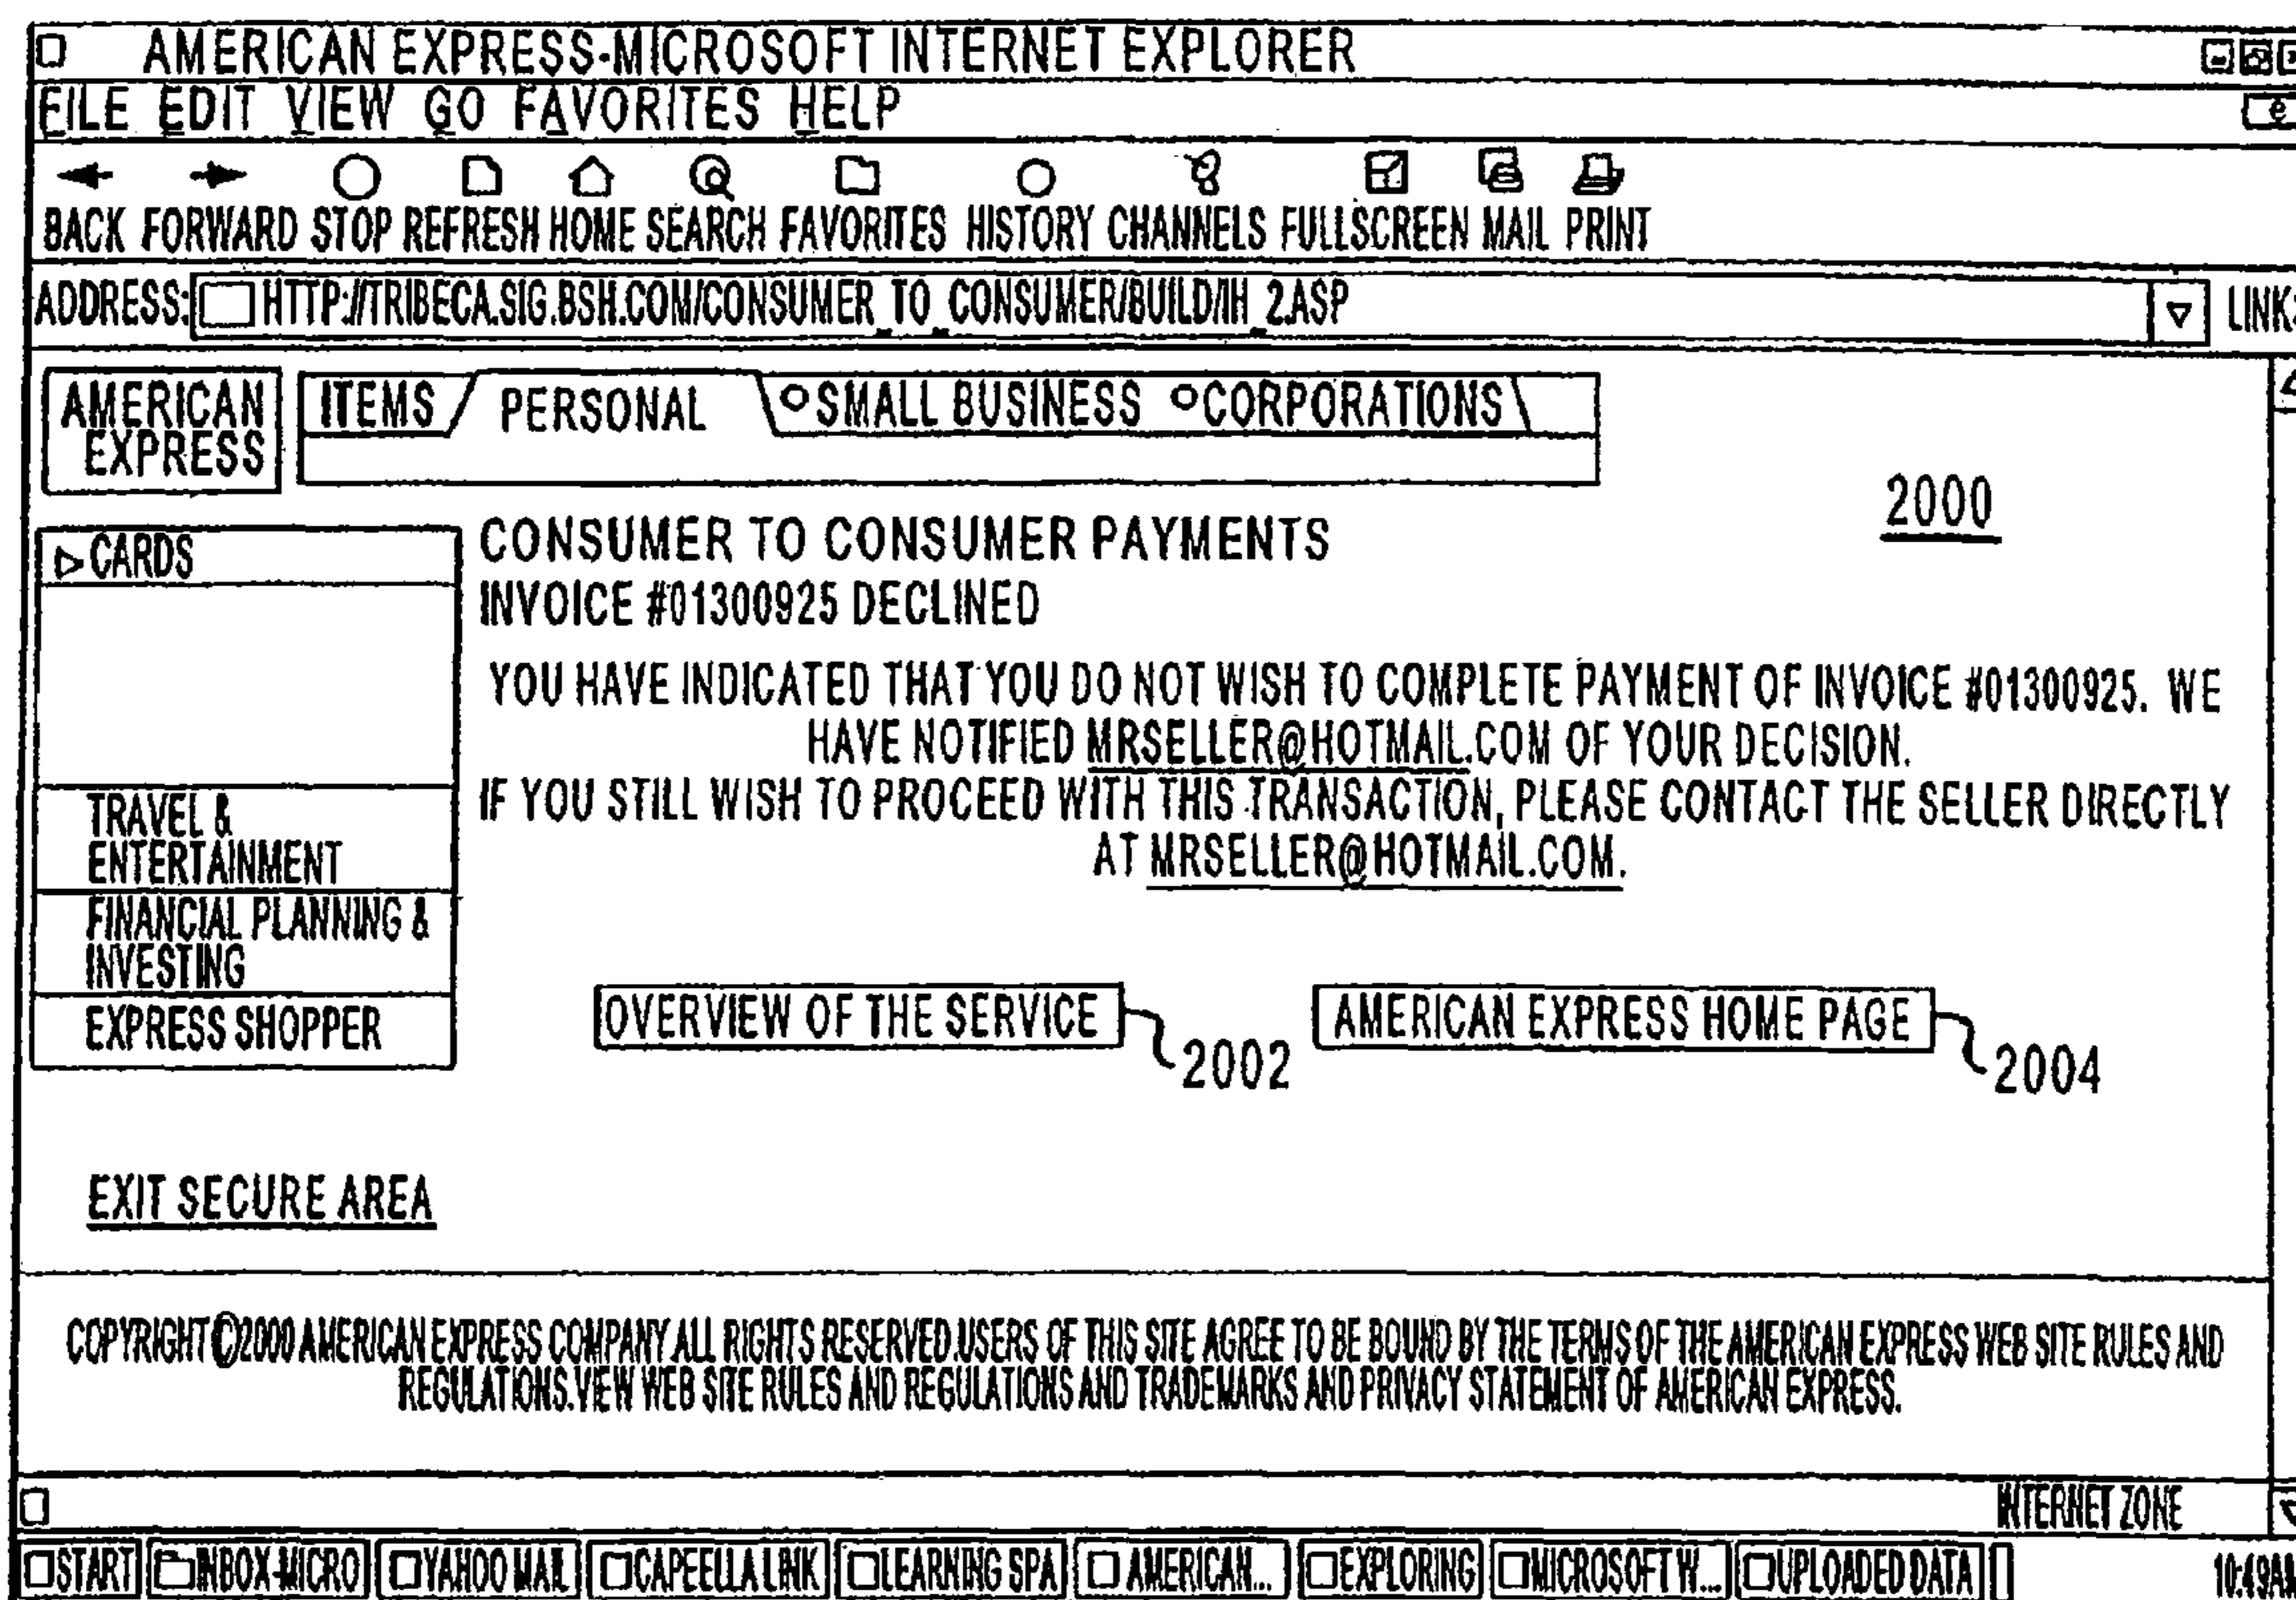 AMERICAN EXPRESS-MICROSOFT INTERNET EXPLORER
FILE EDIT VIEW GO FAVORITES HELP
e
BACK FORWARD STOP REFRESH HOME SEARCH FAVORITES HISTORY CHANNELS FULLSCREEN MAIL PRINT
ADDRESS: HTTP://TRIBECA.SIG.BSH.COM/CONSUMER_TO_CONSUMER/BUILD/IH_2.ASP
AMERICAN EXPRESS
ITEMS PERSONAL SMALL BUSINESS CORPORATIONS
2000
CARDS
TRAVEL &
ENTERTAINMENT
FINANCIAL PLANNING &
INVESTING
EXPRESS SHOPPER
CONSUMER TO CONSUMER PAYMENTS
INVOICE #01300925 DECLINED
YOU HAVE INDICATED THAT YOU DO NOT WISH TO COMPLETE PAYMENT OF INVOICE #01300925. WE
HAVE NOTIFIED MRSELLER@HOTMAIL.COM OF YOUR DECISION.
IF YOU STILL WISH TO PROCEED WITH THIS TRANSACTION, PLEASE CONTACT THE SELLER DIRECTLY
AT MRSELLER@HOTMAIL.COM.
OVERVIEW OF THE SERVICE 2002 AMERICAN EXPRESS HOME PAGE 2004
EXIT SECURE AREA
COPYRIGHT©2000 AMERICAN EXPRESS COMPANY.ALL RIGHTS RESERVED.USERS OF THIS SITE AGREE TO BE BOUND BY THE TERMS OF THE AMERICAN EXPRESS WEB SITE RULES AND
REGULATIONS.VIEW WEB SITE RULES AND REGULATIONS AND TRADEMARKS AND PRIVACY STATEMENT OF AMERICAN EXPRESS.
INTERNET ZONE
START INBOX-MICRO YAHOO MAIL CAPEELLA LINK LEARNING SPA AMERICAN... EXPLORING MICROSOFT W... UPLOADED DATA 10:49AM